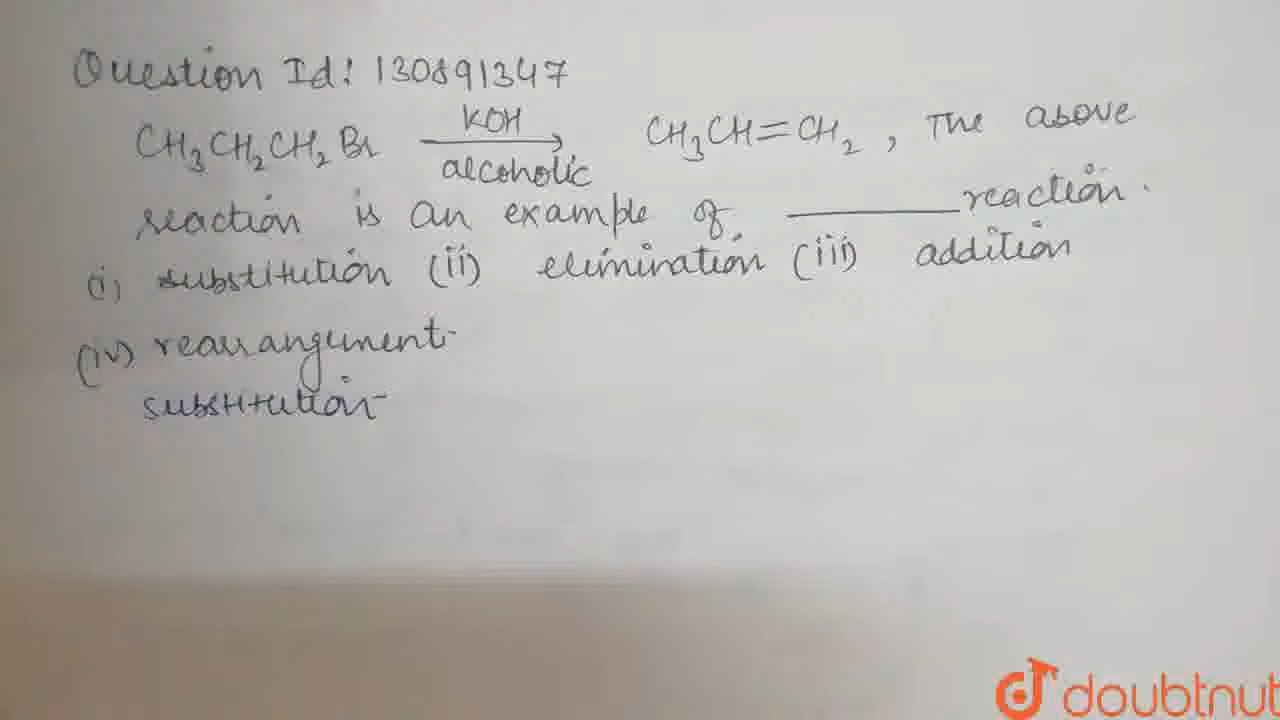 Question Id: 130891347
CH3CH2CH2Br KOH alcoholic → CH3CH=CH2, The above
reaction is an example of ________ reaction.
(i) substitution (ii) elimination (iii) addition
(iv) rearrangement.
substitution
doubtnut